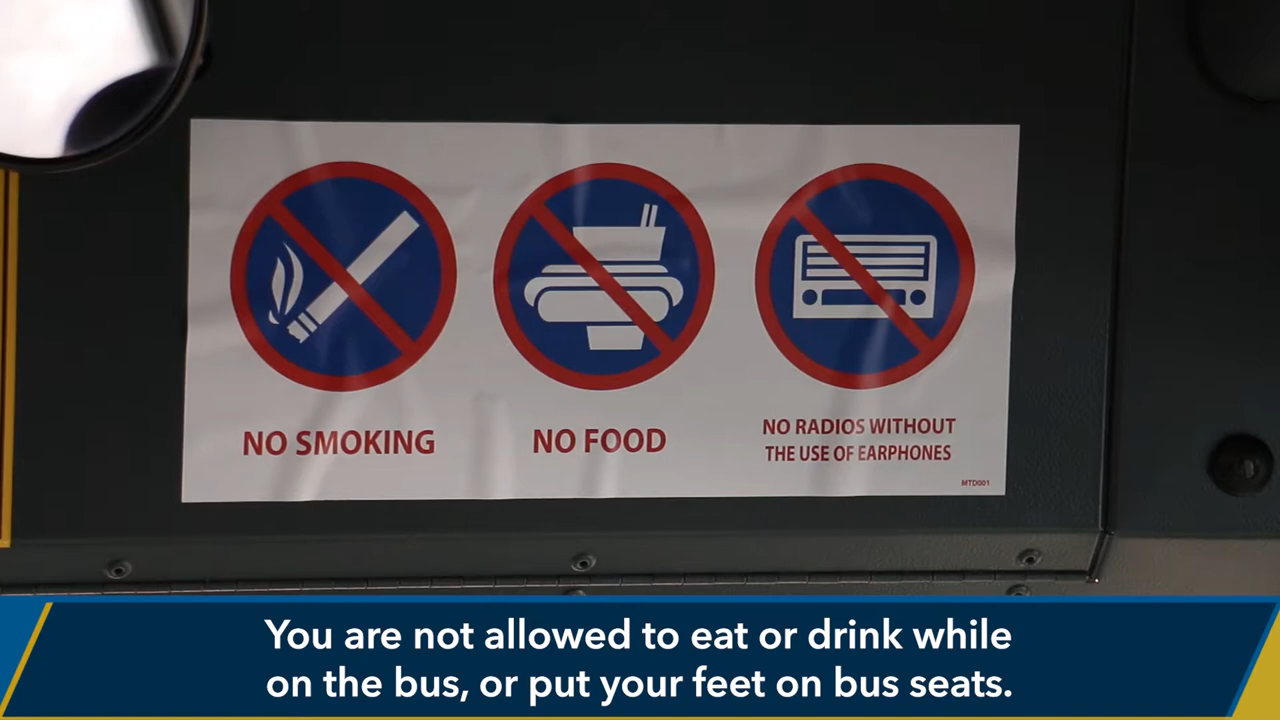 NO SMOKING
NO FOOD
NO RADIOS WITHOUT
THE USE OF EARPHONES
MTD001
You are not allowed to eat or drink while
on the bus, or put your feet on bus seats.